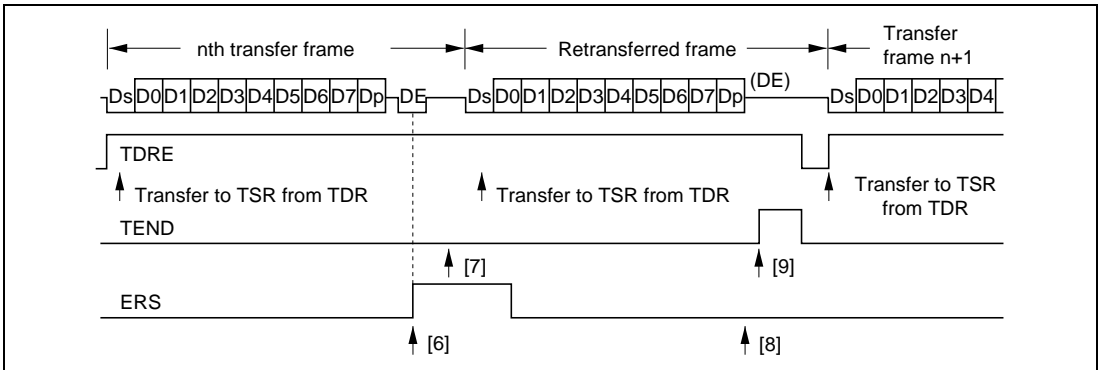 nth transfer frame
Retransferred frame
Transfer
frame n+1
Ds D0 D1 D2 D3 D4 D5 D6 D7 Dp DE
Ds D0 D1 D2 D3 D4 D5 D6 D7 Dp
(DE)
Ds D0 D1 D2 D3 D4
TDRE
Transfer to TSR from TDR
Transfer to TSR from TDR
Transfer to TSR
from TDR
TEND
[7]
[9]
ERS
[6]
[8]